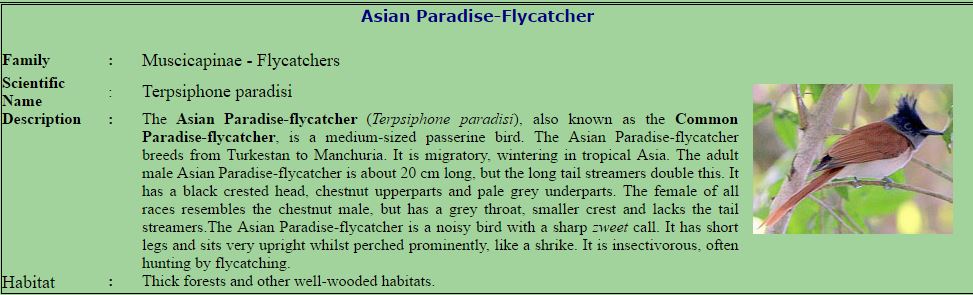 Asian Paradise-Flycatcher
Family : Muscicapinae - Flycatchers
Scientific
Name : Terpsiphone paradisi
Description : The Asian Paradise-flycatcher (Terpsiphone paradisi), also known as the Common
Paradise-flycatcher, is a medium-sized passerine bird. The Asian Paradise-flycatcher
breeds from Turkestan to Manchuria. It is migratory, wintering in tropical Asia. The adult
male Asian Paradise-flycatcher is about 20 cm long, but the long tail streamers double this. It
has a black crested head, chestnut upperparts and pale grey underparts. The female of all
races resembles the chestnut male, but has a grey throat, smaller crest and lacks the tail
streamers.The Asian Paradise-flycatcher is a noisy bird with a sharp zweet call. It has short
legs and sits very upright whilst perched prominently, like a shrike. It is insectivorous, often
hunting by flycatching.
Habitat : Thick forests and other well-wooded habitats.